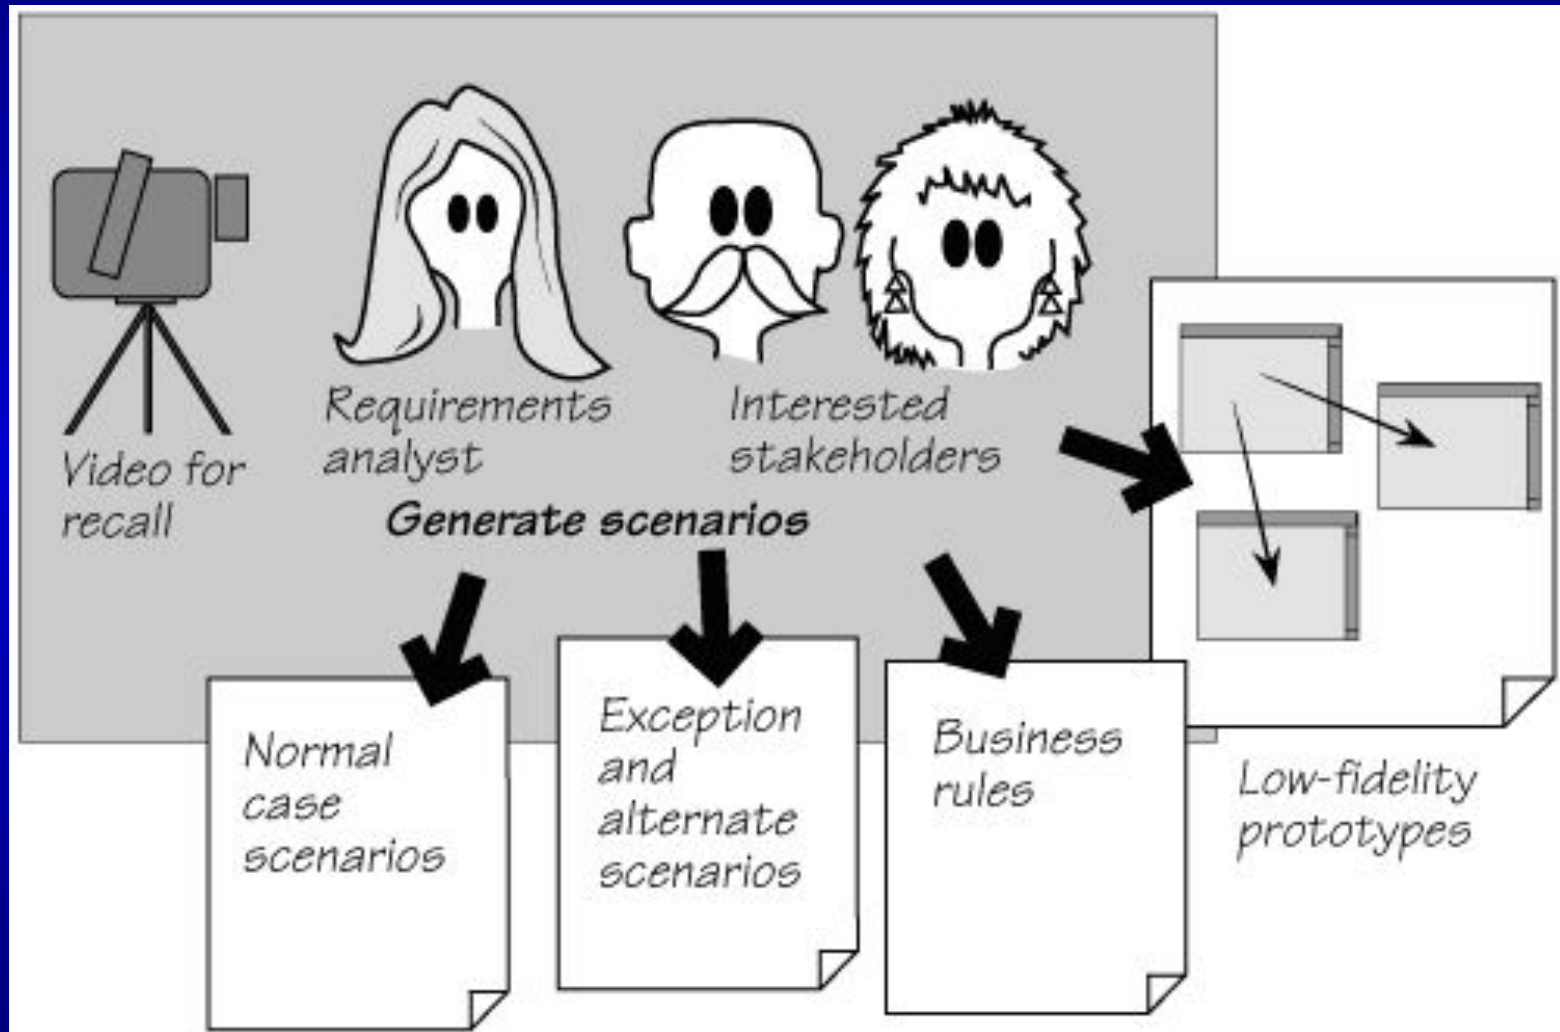 Requirements
analyst
Interested
stakeholders
Video for
recall
Generate scenarios
Normal
case
scenarios
Exception
and
alternate
scenarios
Business
rules
Low-fidelity
prototypes